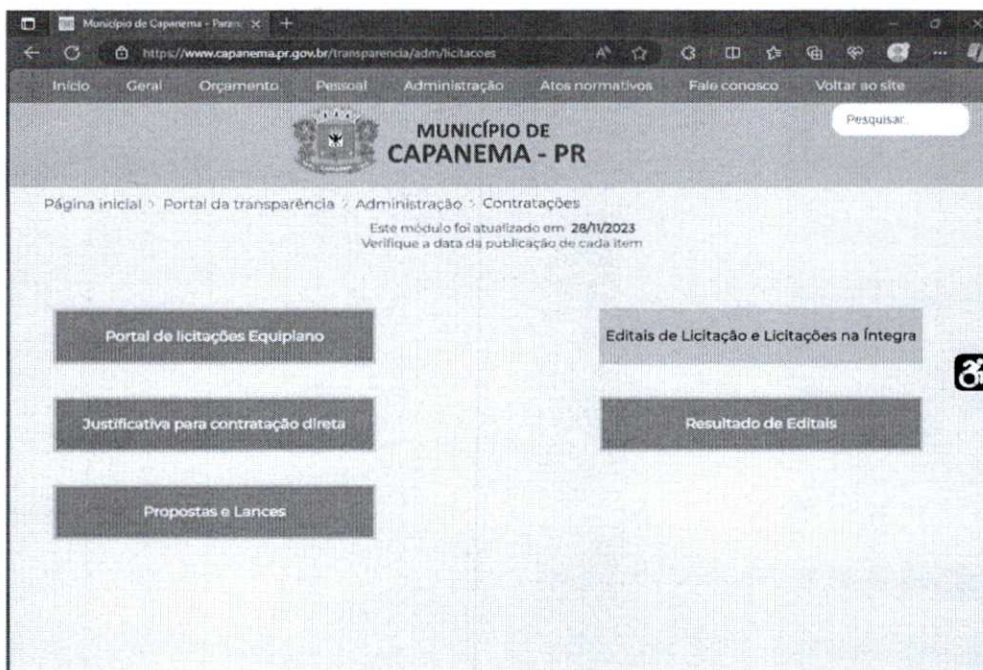 Município de Capanema - Paran
https://www.capanema.pr.gov.br/transparencia/adm/licitacoes
Início Geral Orçamento Pessoal Administração Atos normativos Fale conosco Voltar ao site
Pesquisar..
MUNICÍPIO DE
CAPANEMA - PR
Página inicial > Portal da transparência > Administração > Contratações
Este módulo foi atualizado em 28/11/2023
Verifique a data da publicação de cada item
Portal de licitações Equiplano
Editais de Licitação e Licitações na Íntegra
Justificativa para contratação direta
Resultado de Editais
Propostas e Lances